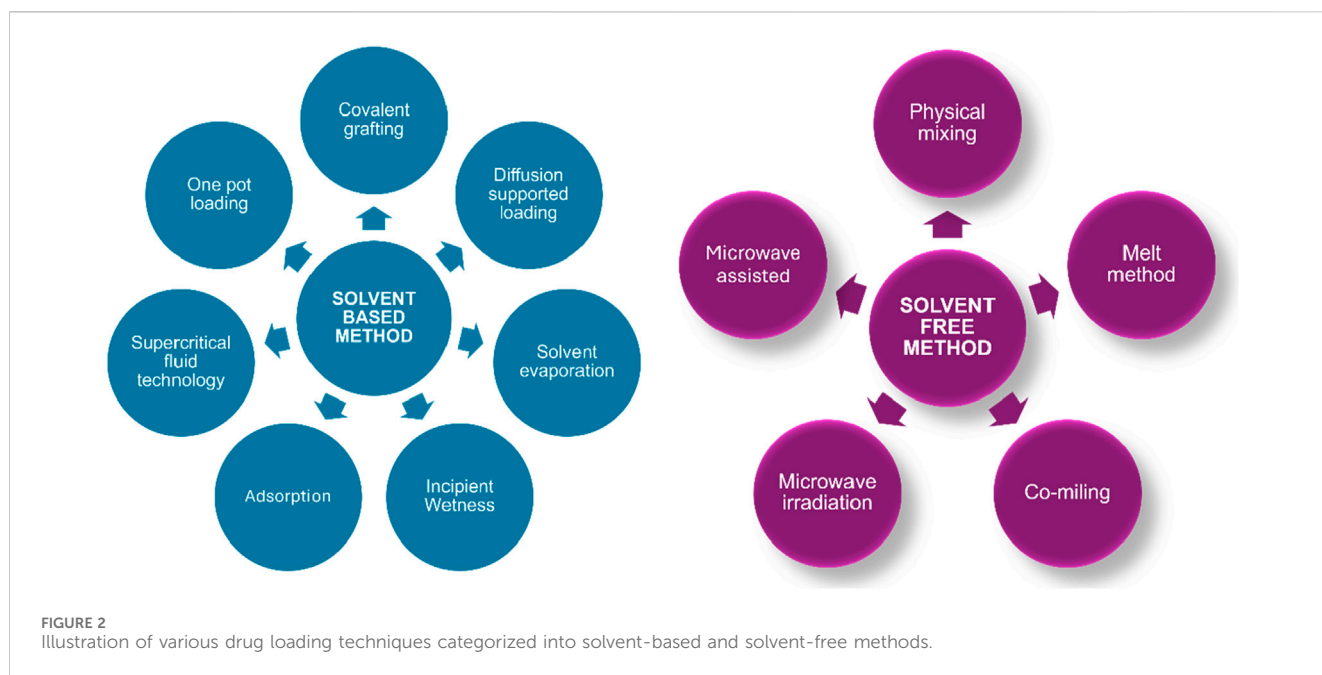 Covalent
grafting
Diffusion
supported
loading
Solvent
evaporation
Incipient
Wetness
Adsorption
Supercritical
fluid
technology
One pot
loading
SOLVENT
BASED
METHOD
Physical
mixing
Melt
method
Co-miling
Microwave
irradiation
Microwave
assisted
SOLVENT
FREE
METHOD
FIGURE 2
Illustration of various drug loading techniques categorized into solvent-based and solvent-free methods.